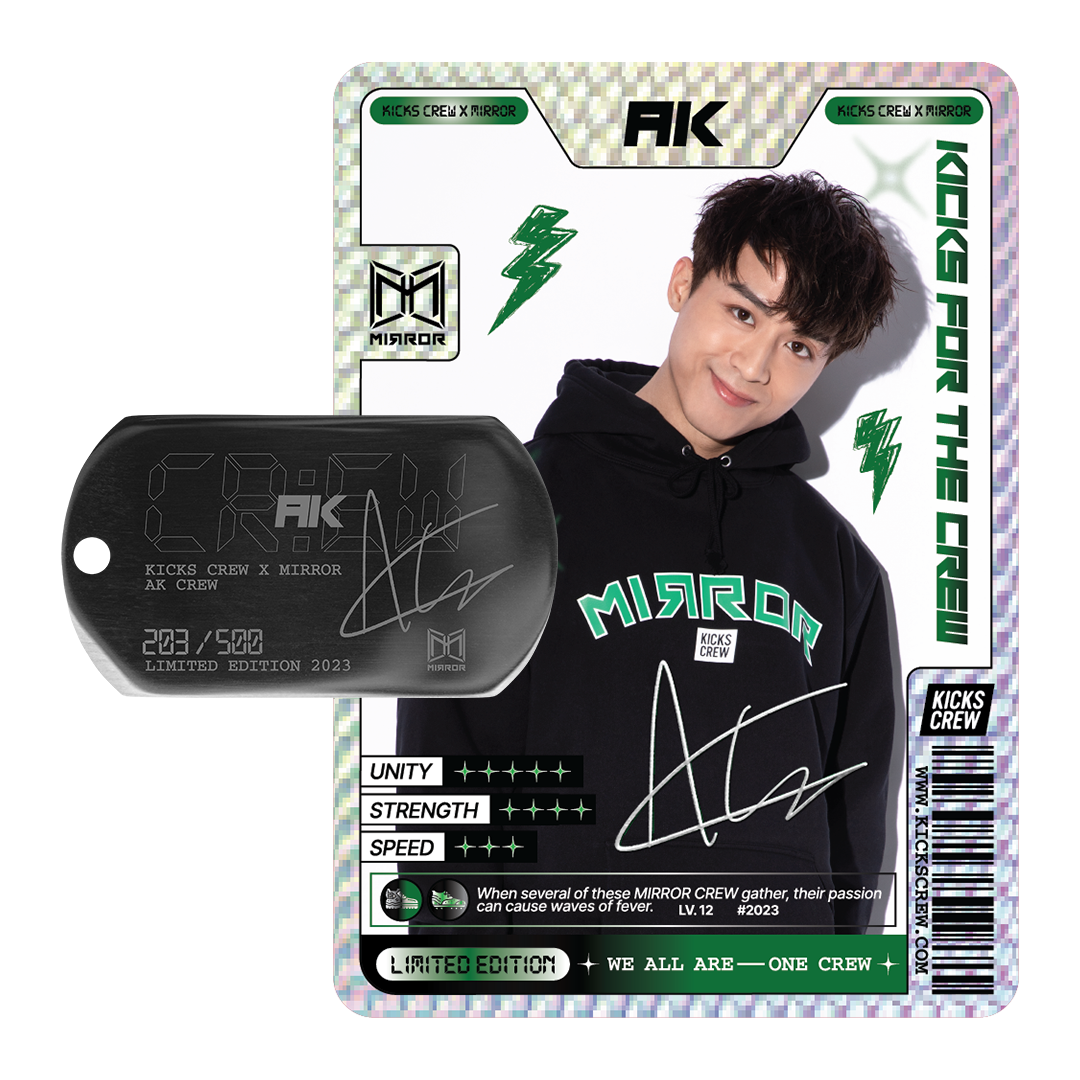 KICKS CREW X MIRROR
AK
KICKS CREW X MIRROR
KICKS FOR THE CREW
MIRROR
CR:EW
AK
KICKS CREW X MIRROR
AK CREW
203/500
LIMITED EDITION 2023
MIRROR
MIRROR
KICKS
CREW
KICKS
CREW
WWW.KICKSCREW.COM
UNITY
STRENGTH
SPEED
When several of these MIRROR CREW gather, their passion
can cause waves of fever. LV. 12 #2023
LIMITED EDITION
WE ALL ARE—ONE CREW